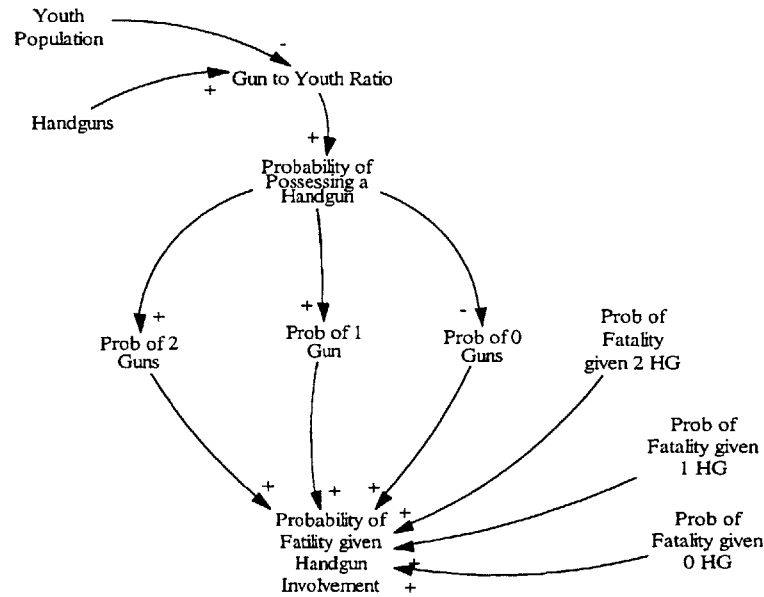 Youth
Population
-
Gun to Youth Ratio
+
Handguns
+
Probability of
Possessing a
Handgun
+
Prob of 2
Guns
+
Prob of 1
Gun
-
Prob of 0
Guns
Prob of
Fatality
given 2 HG
Prob of
Fatality given
1 HG
+
+
+
+
Probability of
Fatility given
Handgun
Involvement
+
+
Prob of
Fatality given
0 HG